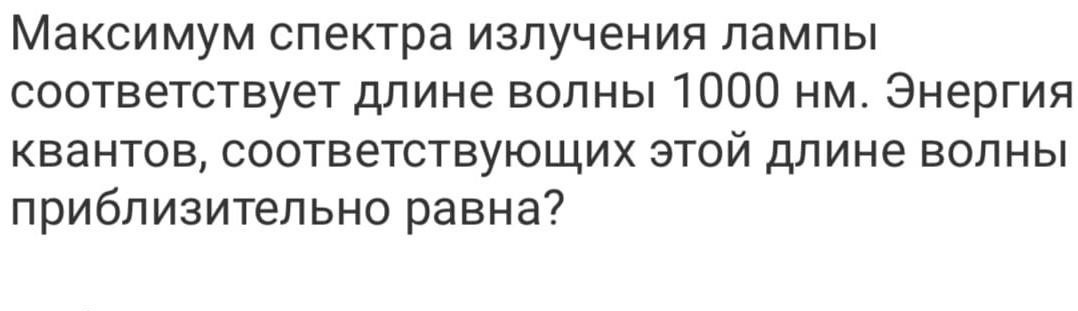 Максимум спектра излучения лампы
соответствует длине волны 1000 нм. Энергия
квантов, соответствующих этой длине волны
приблизительно равна?